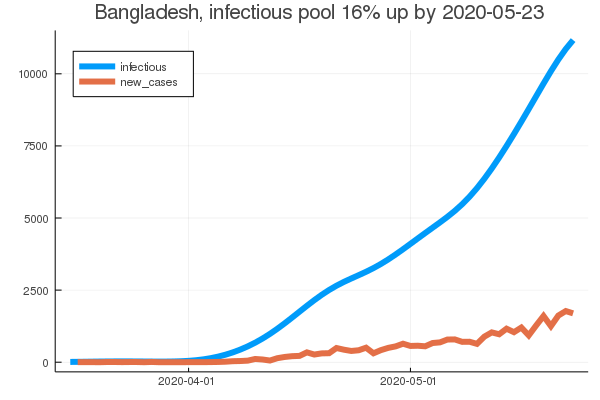 Bangladesh, infectious pool 16% up by 2020-05-23
infectious
new_cases
10000
7500
5000
2500
0
2020-04-01
2020-05-01